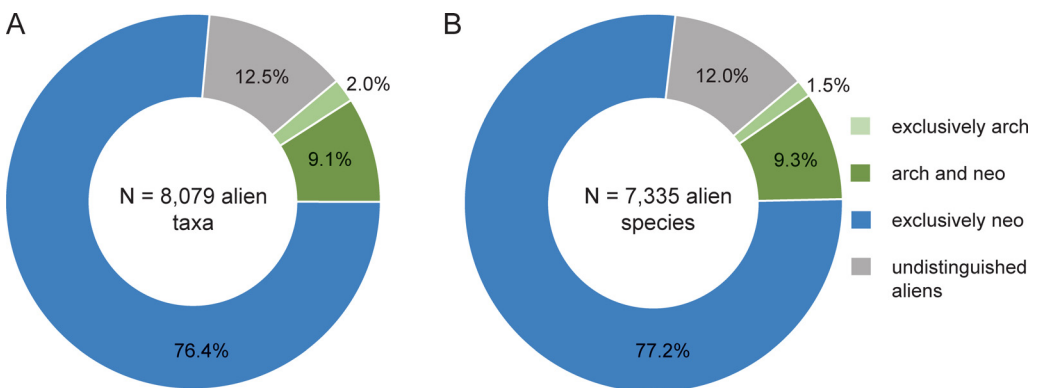 A
12.5%
2.0%
9.1%
N = 8,079 alien
taxa
76.4%
B
12.0%
1.5%
9.3%
N = 7,335 alien
species
77.2%
exclusively arch
arch and neo
exclusively neo
undistinguished
aliens